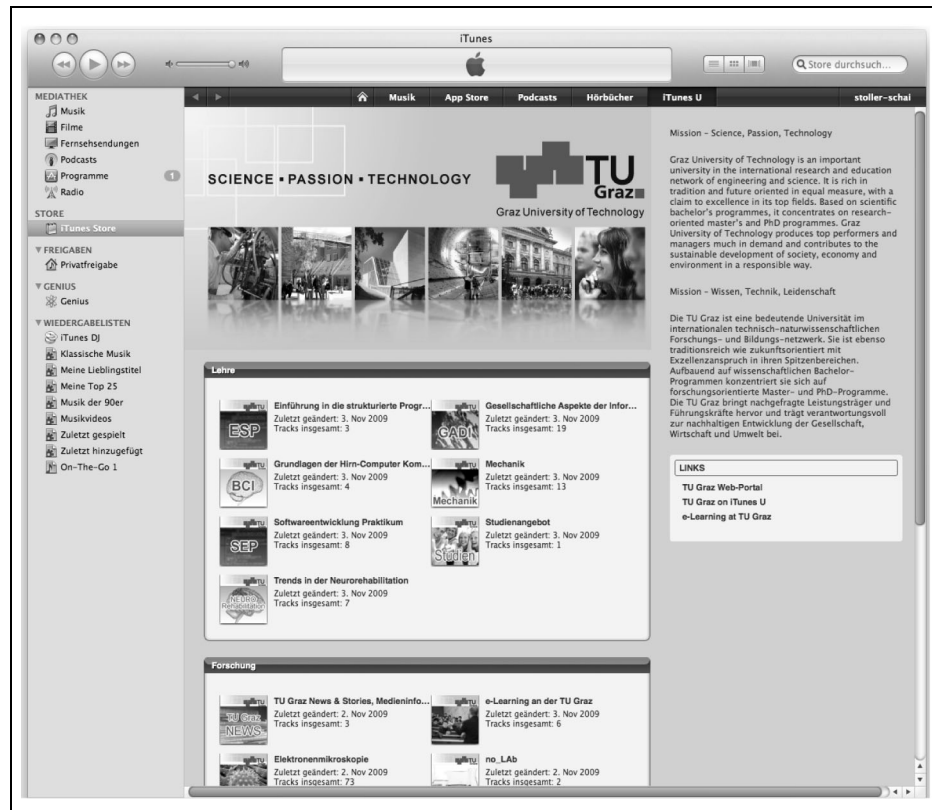 iTunes
Store durchsuch...
MEDIATHEK
Musik
Filme
Fernsehsendungen
Podcasts
Programme
1
Radio
STORE
iTunes Store
FREIGABEN
Privatfreigabe
GENIUS
Genius
WIEDERGABELISTEN
iTunes DJ
Klassische Musik
Meine Lieblingstitel
Meine Top 25
Musik der 90er
Musikvideos
Zuletzt gespielt
Zuletzt hinzugefügt
On-The-Go 1
Musik App Store Podcasts Hörbücher iTunes U stoller-schai
SCIENCE ▪ PASSION ▪ TECHNOLOGY
TU
Graz
Graz University of Technology
Lehre
ESP
Einführung in die strukturierte Progr...
Zuletzt geändert: 3. Nov 2009
Tracks insgesamt: 3
GADI
Gesellschaftliche Aspekte der Infor...
Zuletzt geändert: 3. Nov 2009
Tracks insgesamt: 19
BCI
Grundlagen der Hirn-Computer Kom...
Zuletzt geändert: 3. Nov 2009
Tracks insgesamt: 4
Mechanik
Mechanik
Zuletzt geändert: 3. Nov 2009
Tracks insgesamt: 13
SEP
Softwareentwicklung Praktikum
Zuletzt geändert: 3. Nov 2009
Tracks insgesamt: 8
Studien
Studienangebot
Zuletzt geändert: 3. Nov 2009
Tracks insgesamt: 1
NEURO
Rehabilitation
Trends in der Neurorehabilitation
Zuletzt geändert: 3. Nov 2009
Tracks insgesamt: 7
Forschung
TU Graz
NEWS
TU Graz News & Stories, Medieninfo...
Zuletzt geändert: 2. Nov 2009
Tracks insgesamt: 3
e-Learning an der TU Graz
Zuletzt geändert: 3. Nov 2009
Tracks insgesamt: 6
Elektronenmikroskopie
Zuletzt geändert: 2. Nov 2009
Tracks insgesamt: 73
no_LAb
Zuletzt geändert: 2. Nov 2009
Tracks insgesamt: 2
Mission - Science, Passion, Technology
Graz University of Technology is an important
university in the international research and education
network of engineering and science. It is rich in
tradition and future oriented in equal measure, with a
claim to excellence in its top fields. Based on scientific
bachelor's programmes, it concentrates on research-
oriented master's and PhD programmes. Graz
University of Technology produces top performers and
managers much in demand and contributes to the
sustainable development of society, economy and
environment in a responsible way.
Mission - Wissen, Technik, Leidenschaft
Die TU Graz ist eine bedeutende Universität im
internationalen technisch-naturwissenschaftlichen
Forschungs- und Bildungs-netzwerk. Sie ist ebenso
traditionsreich wie zukunftsorientiert mit
Exzellenzanspruch in ihren Spitzenbereichen.
Aufbauend auf wissenschaftlichen Bachelor-
Programmen konzentriert sie sich auf
forschungsorientierte Master- und PhD-Programme.
Die TU Graz bringt nachgefragte Leistungsträger und
Führungskräfte hervor und trägt verantwortungsvoll
zur nachhaltigen Entwicklung der Gesellschaft,
Wirtschaft und Umwelt bei.
LINKS
TU Graz Web-Portal
TU Graz on iTunes U
e-Learning at TU Graz